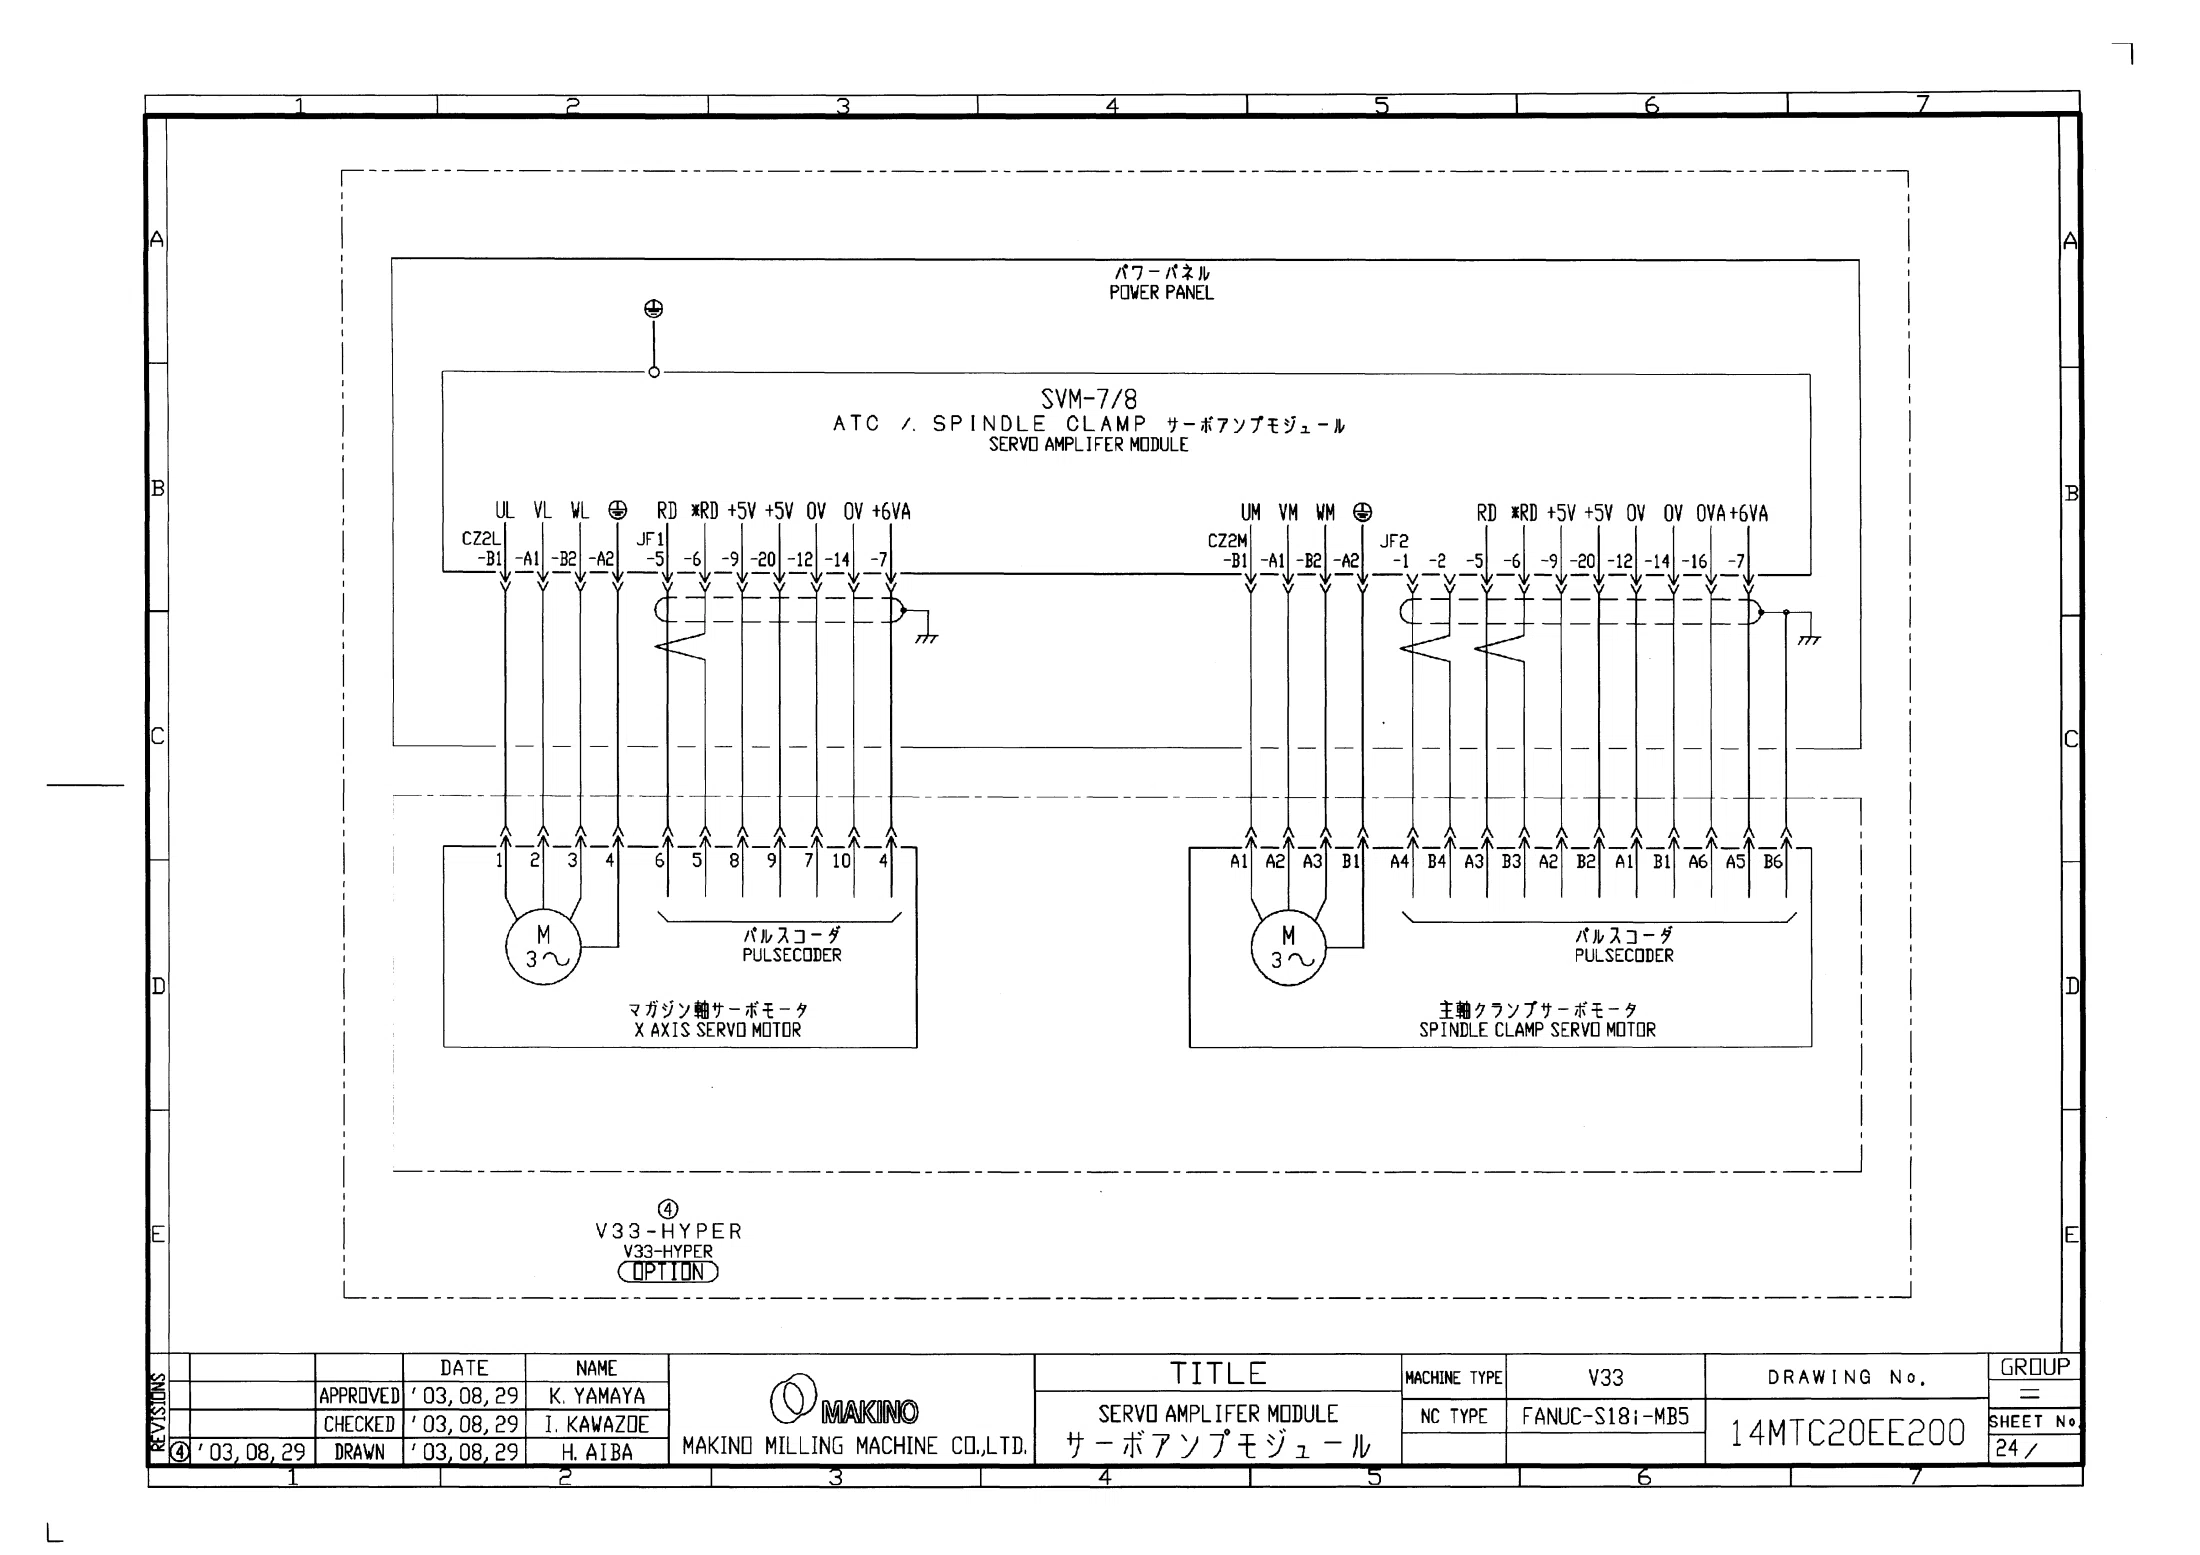 1 2 3 4 5 6 7
A A
パワーパネル
POWER PANEL
SVM-7/8
ATC /. SPINDLE CLAMP サーボアンプモジュール
SERVO AMPLIFER MODULE
B B
UL VL WL RD *RD +5V +5V 0V 0V +6VA UM VM WM RD *RD +5V +5V 0V 0V 0VA +6VA
CZ2L JF1 CZ2M JF2
-B1 -A1 -B2 -A2 -5 -6 -9 -20 -12 -14 -7 -B1 -A1 -B2 -A2 -1 -2 -5 -6 -9 -20 -12 -14 -16 -7
C C
1 2 3 4 6 5 8 9 7 10 4 A1 A2 A3 B1 A4 B4 A3 B3 A2 B2 A1 B1 A6 A5 B6
M パルスコーダ M パルスコーダ
3 PULSECODER 3 PULSECODER
D D
マガジン軸サーボモータ 主軸クランプサーボモータ
X AXIS SERVO MOTOR SPINDLE CLAMP SERVO MOTOR
④
V33-HYPER
E E
V33-HYPER
OPTION
REVISIONS
④ '03,08,29
DATE NAME
APPROVED '03,08,29 K. YAMAYA
CHECKED '03,08,29 I. KAWAZOE
DRAWN '03,08,29 H. AIBA
MAKINO
MAKINO MILLING MACHINE CO.,LTD.
TITLE
SERVO AMPLIFER MODULE
サーボアンプモジュール
MACHINE TYPE V33
NC TYPE FANUC-S18i-MB5
DRAWING No.
14MTC20EE200
GROUP
=
SHEET No.
24/
1 2 3 4 5 6 7